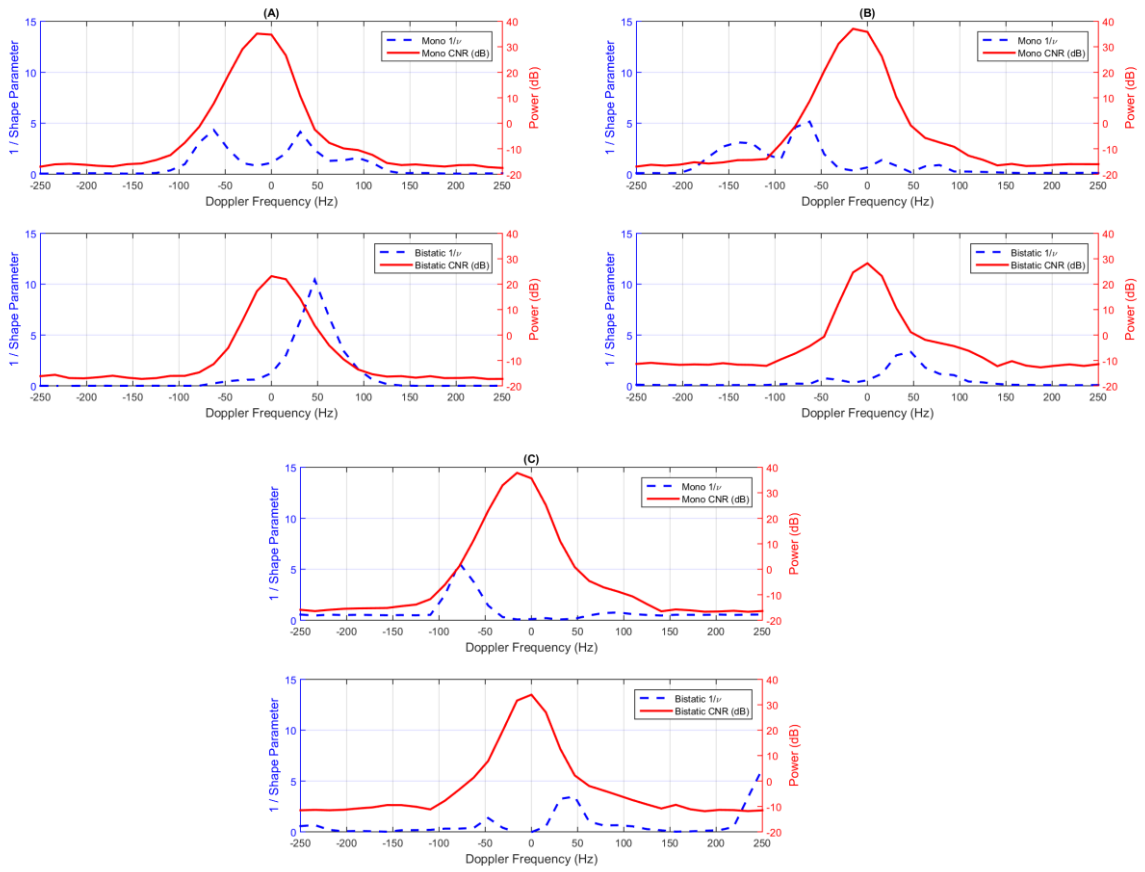 (A)
15
10
5
0
1 / Shape Parameter
40
30
20
10
0
-10
-20
Power (dB)
Mono 1/ν
Mono CNR (dB)
-250 -200 -150 -100 -50 0 50 100 150 200 250
Doppler Frequency (Hz)
15
10
5
0
1 / Shape Parameter
40
30
20
10
0
-10
-20
Power (dB)
Bistatic 1/ν
Bistatic CNR (dB)
-250 -200 -150 -100 -50 0 50 100 150 200 250
Doppler Frequency (Hz)
(B)
15
10
5
0
1 / Shape Parameter
40
30
20
10
0
-10
-20
Power (dB)
Mono 1/ν
Mono CNR (dB)
-250 -200 -150 -100 -50 0 50 100 150 200 250
Doppler Frequency (Hz)
15
10
5
0
1 / Shape Parameter
40
30
20
10
0
-10
-20
Power (dB)
Bistatic 1/ν
Bistatic CNR (dB)
-250 -200 -150 -100 -50 0 50 100 150 200 250
Doppler Frequency (Hz)
(C)
15
10
5
0
1 / Shape Parameter
40
30
20
10
0
-10
-20
Power (dB)
Mono 1/ν
Mono CNR (dB)
-250 -200 -150 -100 -50 0 50 100 150 200 250
Doppler Frequency (Hz)
15
10
5
0
1 / Shape Parameter
40
30
20
10
0
-10
-20
Power (dB)
Bistatic 1/ν
Bistatic CNR (dB)
-250 -200 -150 -100 -50 0 50 100 150 200 250
Doppler Frequency (Hz)